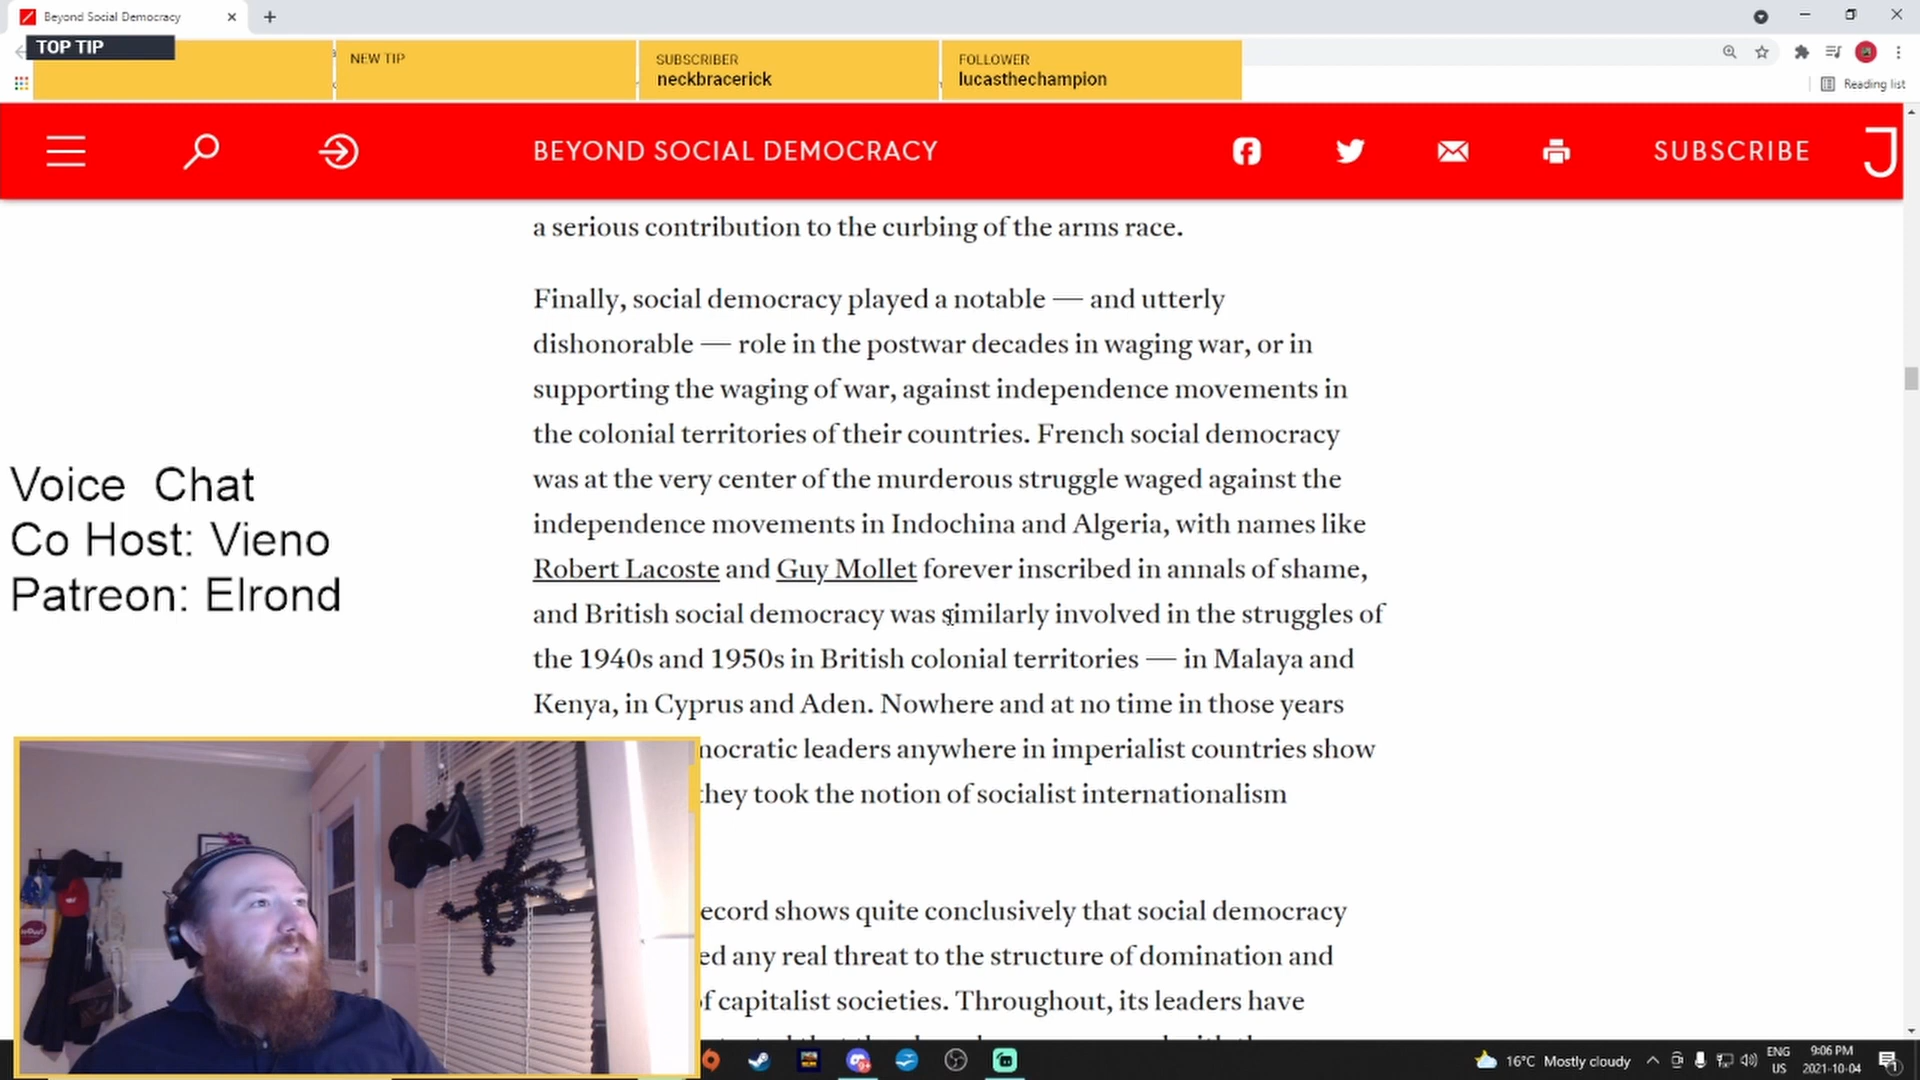 Beyond Social Democracy
TOP TIP
NEW TIP
SUBSCRIBER
neckbracerick
FOLLOWER
lucasthechampion
Reading list
BEYOND SOCIAL DEMOCRACY
SUBSCRIBE
J
a serious contribution to the curbing of the arms race.
Finally, social democracy played a notable — and utterly
dishonorable — role in the postwar decades in waging war, or in
supporting the waging of war, against independence movements in
the colonial territories of their countries. French social democracy
was at the very center of the murderous struggle waged against the
independence movements in Indochina and Algeria, with names like
Robert Lacoste and Guy Mollet forever inscribed in annals of shame,
and British social democracy was similarly involved in the struggles of
the 1940s and 1950s in British colonial territories — in Malaya and
Kenya, in Cyprus and Aden. Nowhere and at no time in those years
mocratic leaders anywhere in imperialist countries show
they took the notion of socialist internationalism
ecord shows quite conclusively that social democracy
ed any real threat to the structure of domination and
of capitalist societies. Throughout, its leaders have
Voice Chat
Co Host: Vieno
Patreon: Elrond
16°C Mostly cloudy
ENG
US
9:06 PM
2021-10-04